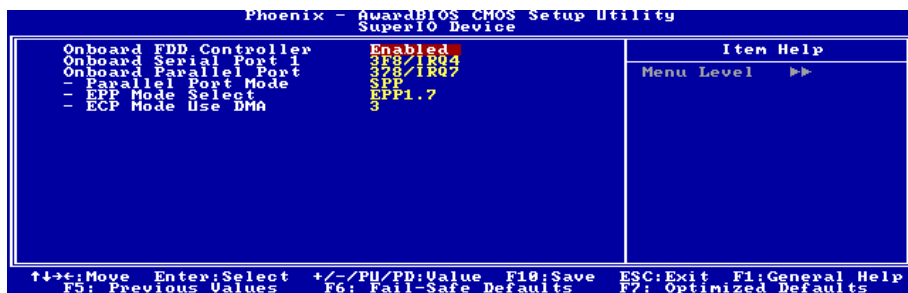 Phoenix - AwardBIOS CMOS Setup Utility
SuperIO Device
Onboard FDD Controller Enabled
Onboard Serial Port 1 3F8/IRQ4
Onboard Parallel Port 378/IRQ7
- Parallel Port Mode SPP
- EPP Mode Select EPP1.7
- ECP Mode Use DMA 3
Item Help
Menu Level ▶▶
↑↓→←:Move Enter:Select +/-/PU/PD:Value F10:Save ESC:Exit F1:General Help
F5: Previous Values F6: Fail-Safe Defaults F7: Optimized Defaults